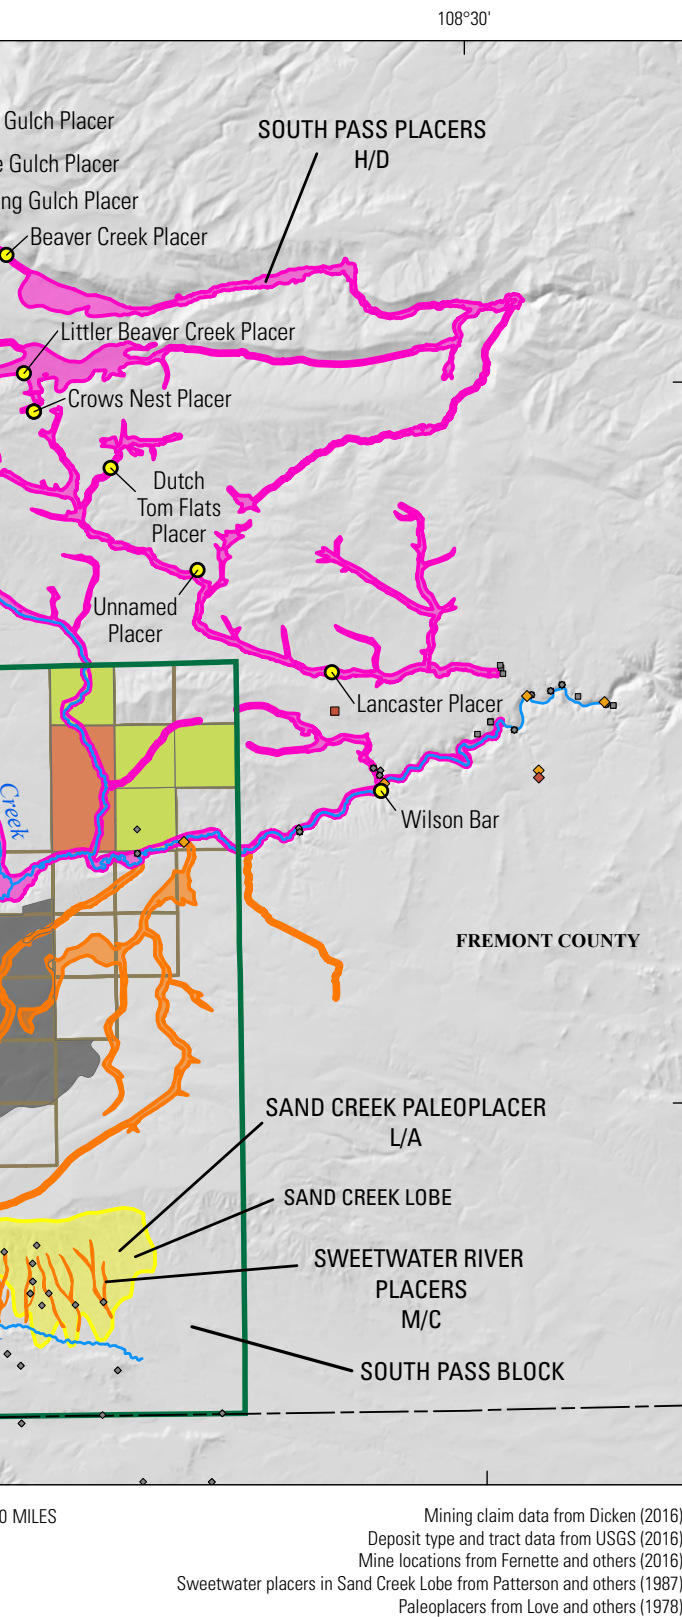 108°30'
Gulch Placer
SOUTH PASS PLACERS
H/D
Gulch Placer
Gulch Placer
Beaver Creek Placer
Littler Beaver Creek Placer
Crows Nest Placer
Dutch
Tom Flats
Placer
Unnamed
Placer
Lancaster Placer
Creek
Wilson Bar
FREMONT COUNTY
SAND CREEK PALEOPLACER
L/A
SAND CREEK LOBE
SWEETWATER RIVER
PLACERS
M/C
SOUTH PASS BLOCK
0 MILES
Mining claim data from Dicken (2016)
Deposit type and tract data from USGS (2016)
Mine locations from Fernette and others (2016)
Sweetwater placers in Sand Creek Lobe from Patterson and others (1987)
Paleoplacers from Love and others (1978)